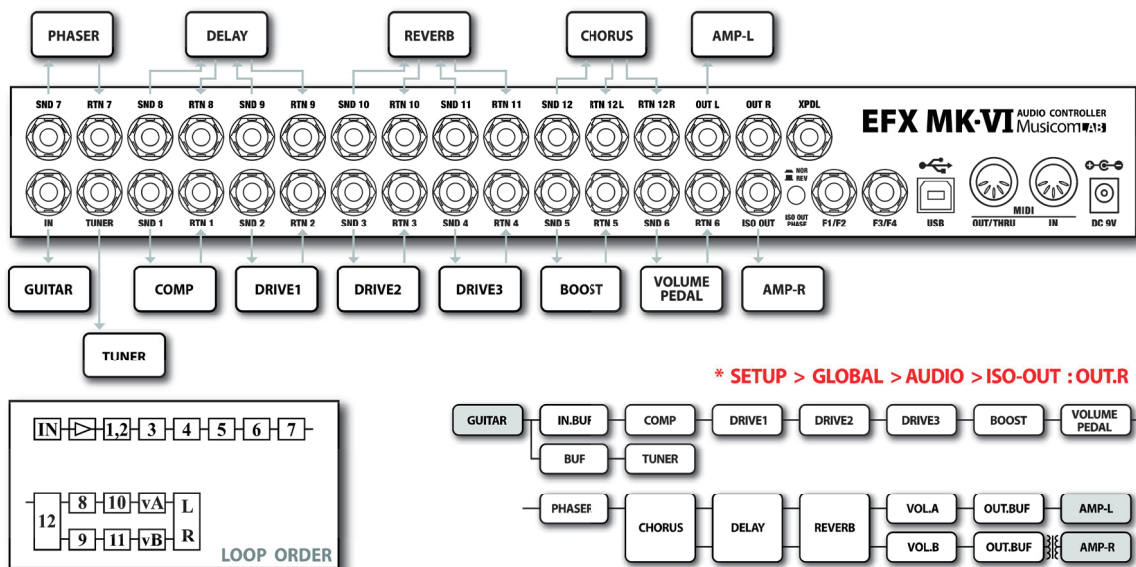 PHASER DELAY REVERB CHORUS AMP-L
SND 7 RTN 7 SND 8 RTN 8 SND 9 RTN 9 SND 10 RTN 10 SND 11 RTN 11 SND 12 RTN 12L RTN 12R OUT L OUT R XPDL
EFX MK-VI AUDIO CONTROLLER
MusicomLAB
NOR
REV
ISO OUT
PHASE
IN TUNER SND 1 RTN 1 SND 2 RTN 2 SND 3 RTN 3 SND 4 RTN 4 SND 5 RTN 5 SND 6 RTN 6 ISO OUT F1/F2 F3/F4 USB OUT/THRU MIDI IN DC 9V
GUITAR COMP DRIVE1 DRIVE2 DRIVE3 BOOST VOLUME PEDAL AMP-R
TUNER
* SETUP > GLOBAL > AUDIO > ISO-OUT : OUT.R
IN 1,2 3 4 5 6 7
12 8 10 vA L
9 11 vB R
LOOP ORDER
GUITAR IN.BUF COMP DRIVE1 DRIVE2 DRIVE3 BOOST VOLUME PEDAL
BUF TUNER
PHASER CHORUS DELAY REVERB VOL.A OUT.BUF AMP-L
VOL.B OUT.BUF AMP-R